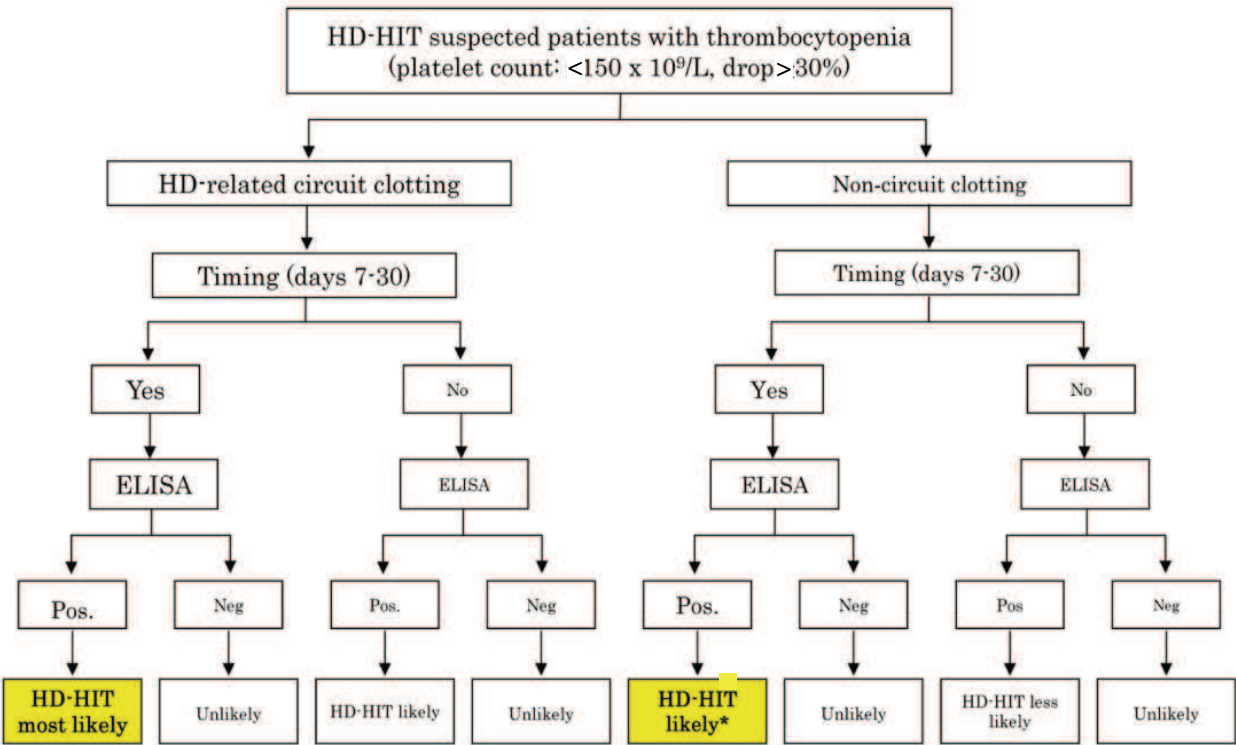 HD-HIT suspected patients with thrombocytopenia
(platelet count: <150 x 10⁹/L, drop>30%)
HD-related circuit clotting
Non-circuit clotting
Timing (days 7-30)
Timing (days 7-30)
Yes
No
Yes
No
ELISA
ELISA
ELISA
ELISA
Pos.
Neg
Pos.
Neg
Pos.
Neg
Pos
Neg
HD-HIT
most likely
Unlikely
HD-HIT likely
Unlikely
HD-HIT
likely*
Unlikely
HD-HIT less
likely
Unlikely